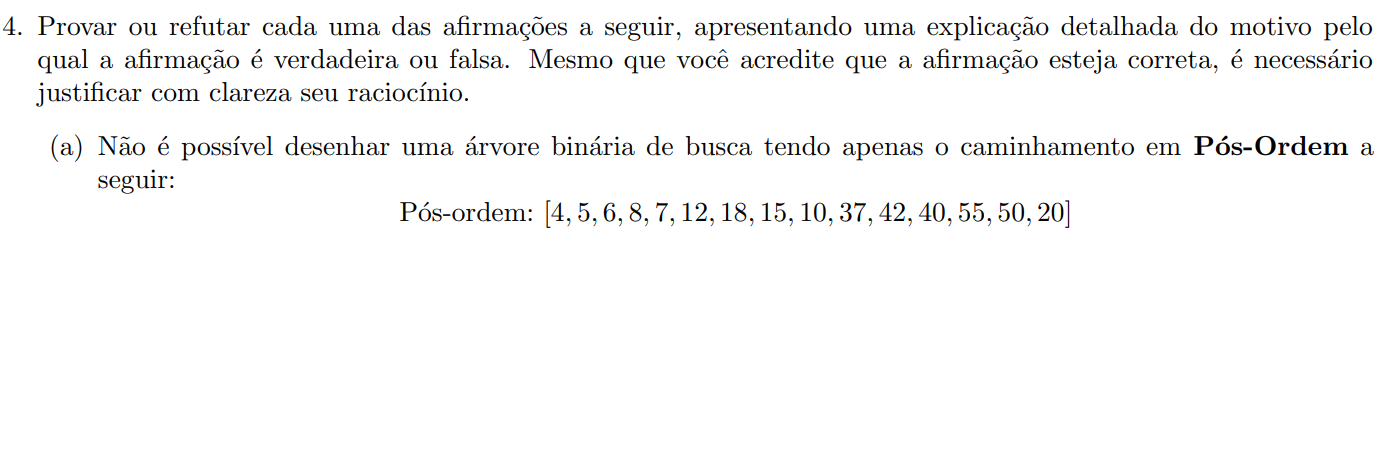 4. Provar ou refutar cada uma das afirmações a seguir, apresentando uma explicação detalhada do motivo pelo
qual a afirmação é verdadeira ou falsa. Mesmo que você acredite que a afirmação esteja correta, é necessário
justificar com clareza seu raciocínio.
(a) Não é possível desenhar uma árvore binária de busca tendo apenas o caminhamento em Pós-Ordem a
seguir:
Pós-ordem: [4, 5, 6, 8, 7, 12, 18, 15, 10, 37, 42, 40, 55, 50, 20]